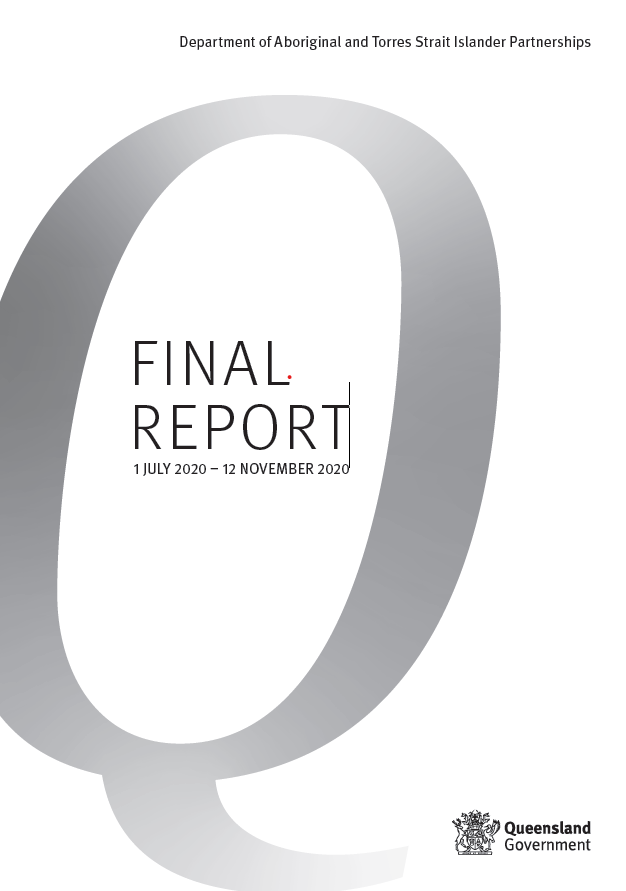 Department of Aboriginal and Torres Strait Islander Partnerships
FINAL
REPORT
1 JULY 2020 – 12 NOVEMBER 2020
Queensland
Government